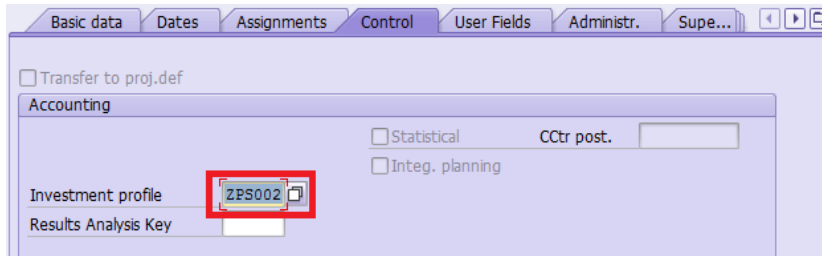 Basic data Dates Assignments Control User Fields Administr. Supe...
Transfer to proj.def
Accounting
Statistical CCtr post.
Integ. planning
Investment profile ZPS002
Results Analysis Key